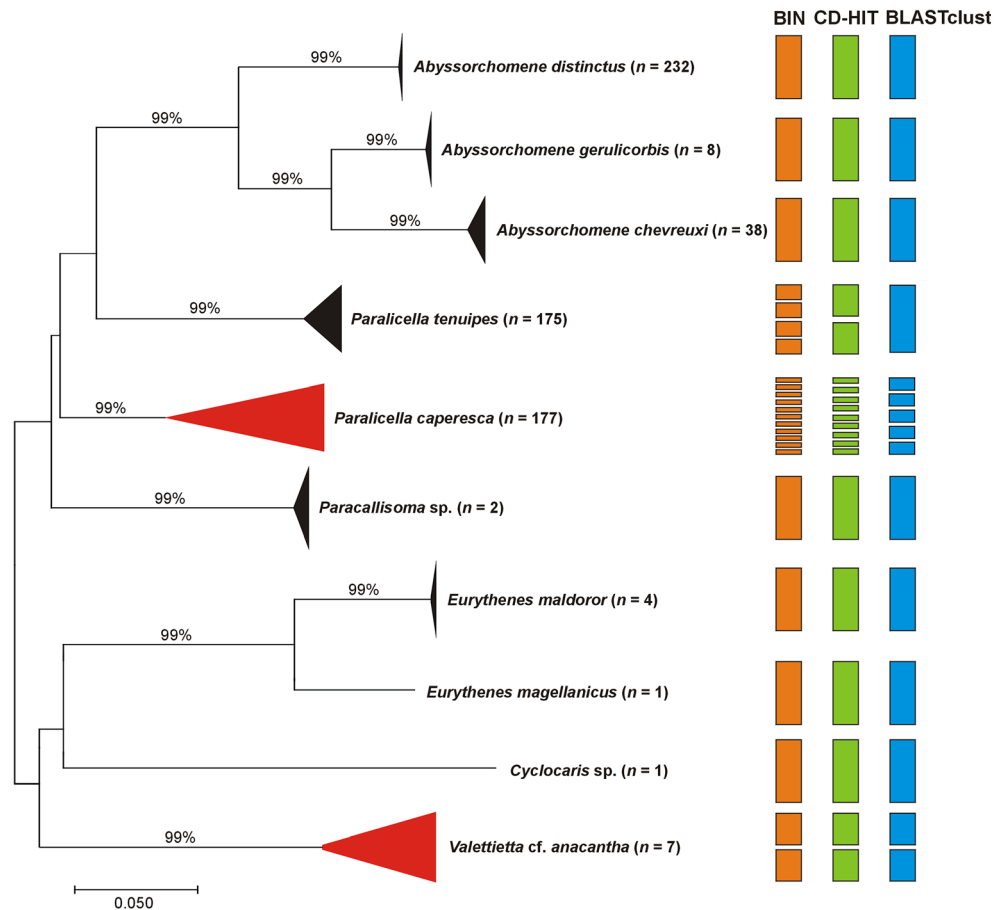 BIN CD-HIT BLASTclust
99% Abyssorchomene distinctus (n = 232)
99%
99% Abyssorchomene gerulicorbis (n = 8)
99%
99% Abyssorchomene chevreuxi (n = 38)
99% Paralicella tenuipes (n = 175)
99% Paralicella caperesca (n = 177)
99% Paracallisoma sp. (n = 2)
99% Eurythenes maldoror (n = 4)
99%
Eurythenes magellanicus (n = 1)
Cyclocaris sp. (n = 1)
99% Valettietta cf. anacantha (n = 7)
0.050